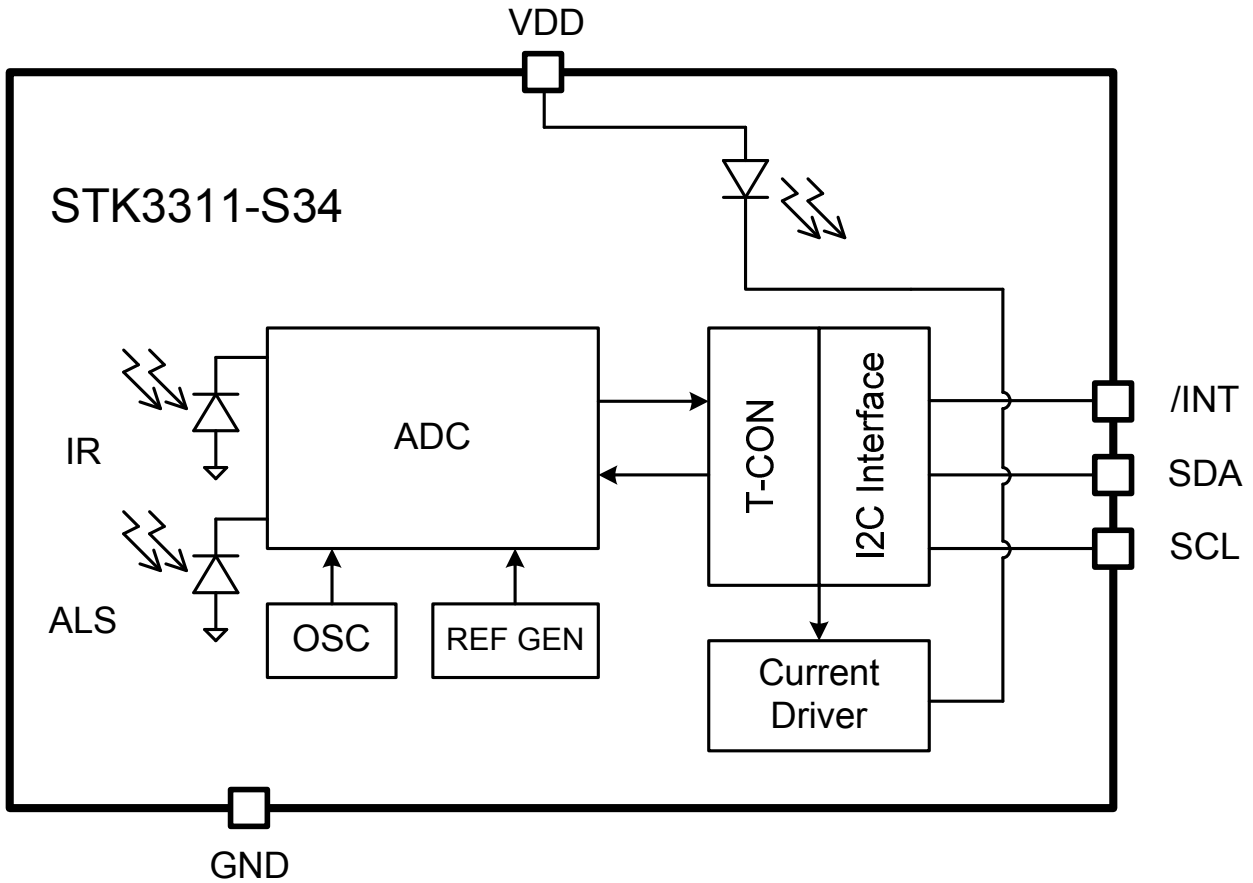 VDD
STK3311-S34
IR
ADC
T-CON
I2C Interface
/INT
SDA
SCL
ALS
OSC
REF GEN
Current
Driver
GND